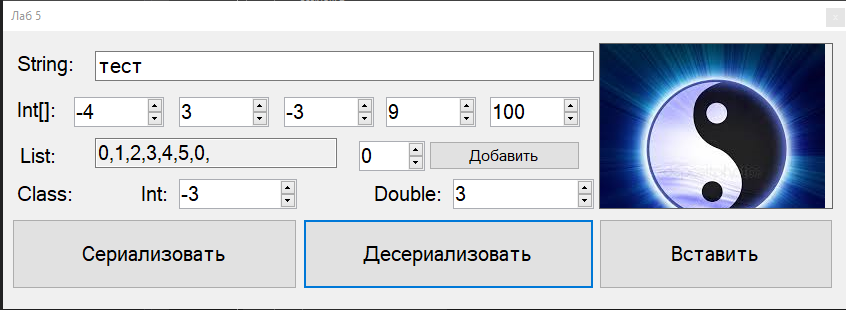 Лаб 5
String: тест
Int[]: -4 3 -3 9 100
List: 0,1,2,3,4,5,0, 0 Добавить
Class: Int: -3 Double: 3
Сериализовать Десериализовать Вставить